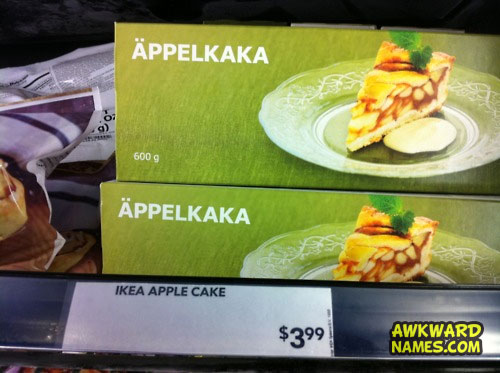 ÄPPELKAKA
600 g
ÄPPELKAKA
IKEA APPLE CAKE
$3.99
AWKWARD
NAMES.COM